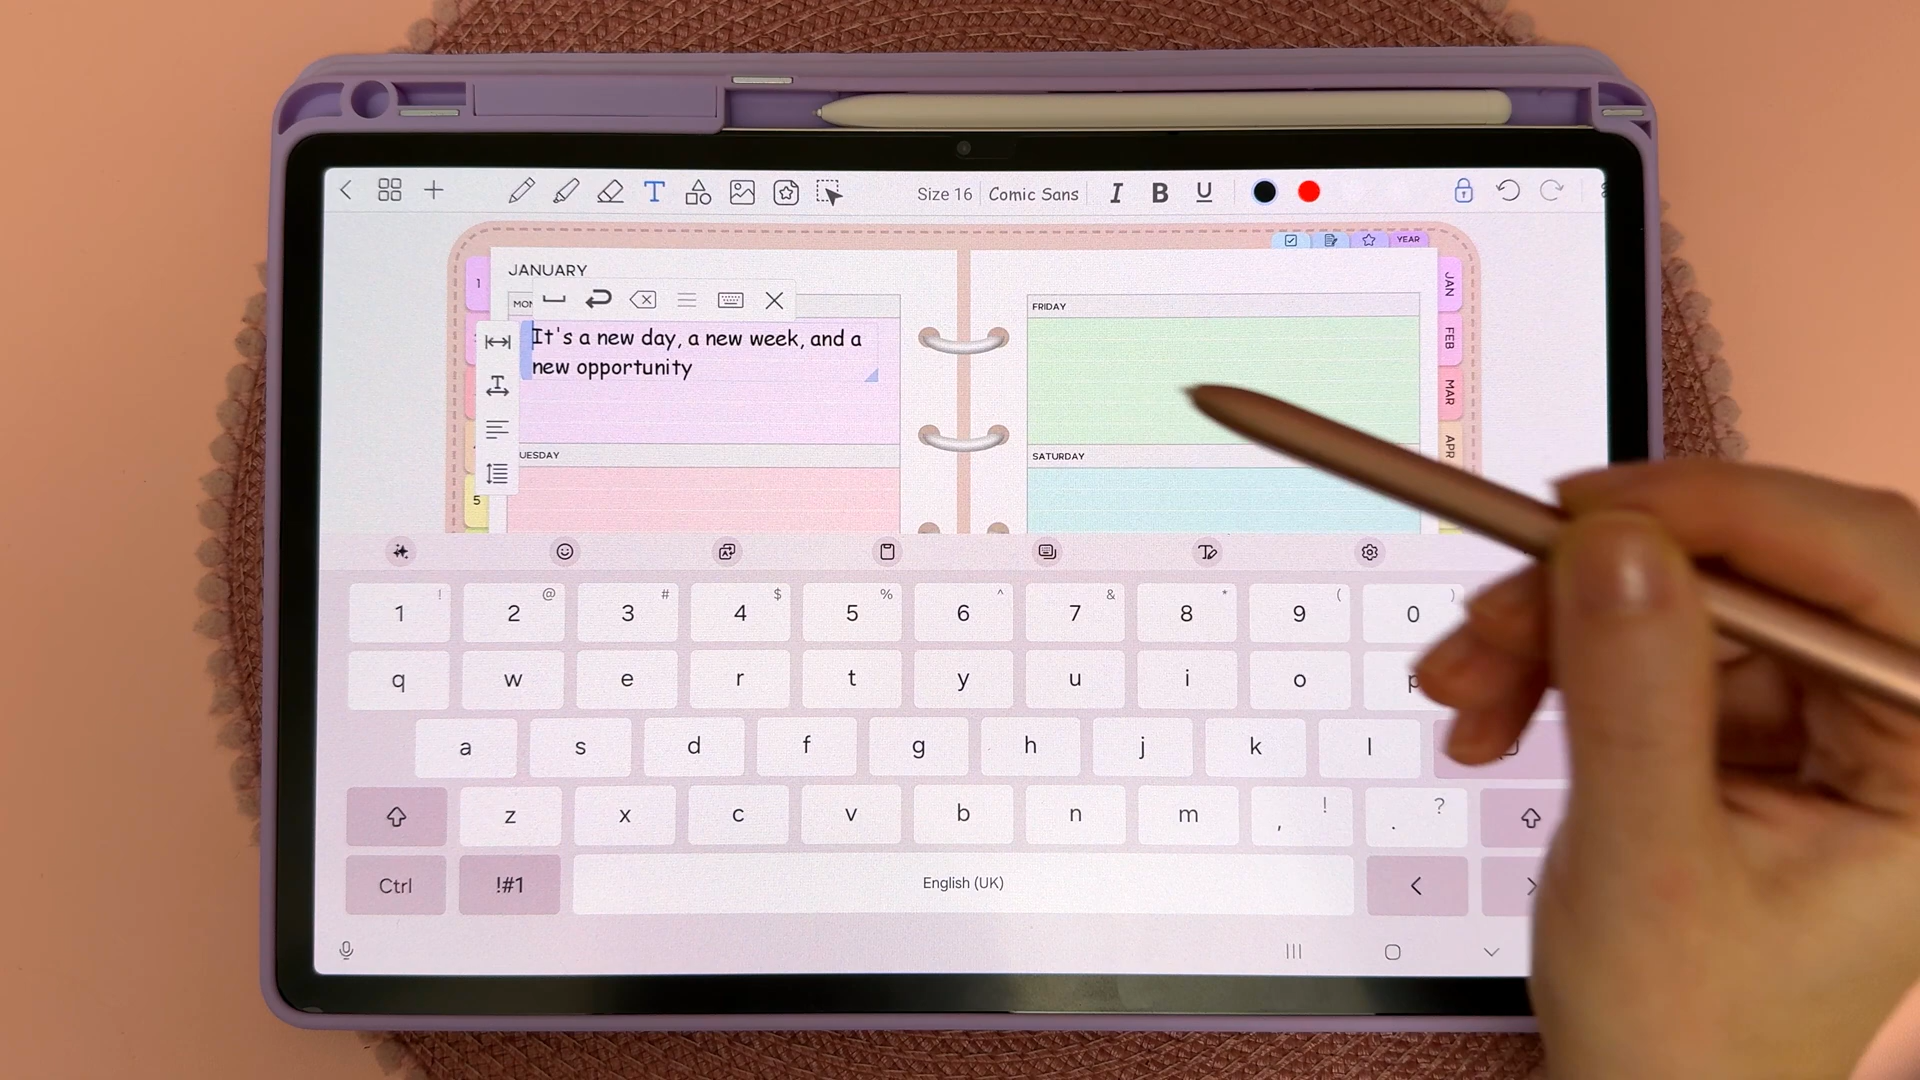 Size 16 Comic Sans I B U
YEAR
JANUARY
MON
It's a new day, a new week, and a
new opportunity
UESDAY
FRIDAY
SATURDAY
1
5
JAN
FEB
MAR
APR
1 ! 2 @ 3 # 4 $ 5 % 6 ^ 7 & 8 * 9 ( 0 )
q w e r t y u i o p
a s d f g h j k l
z x c v b n m , ! . ?
Ctrl !#1 English (UK) < >